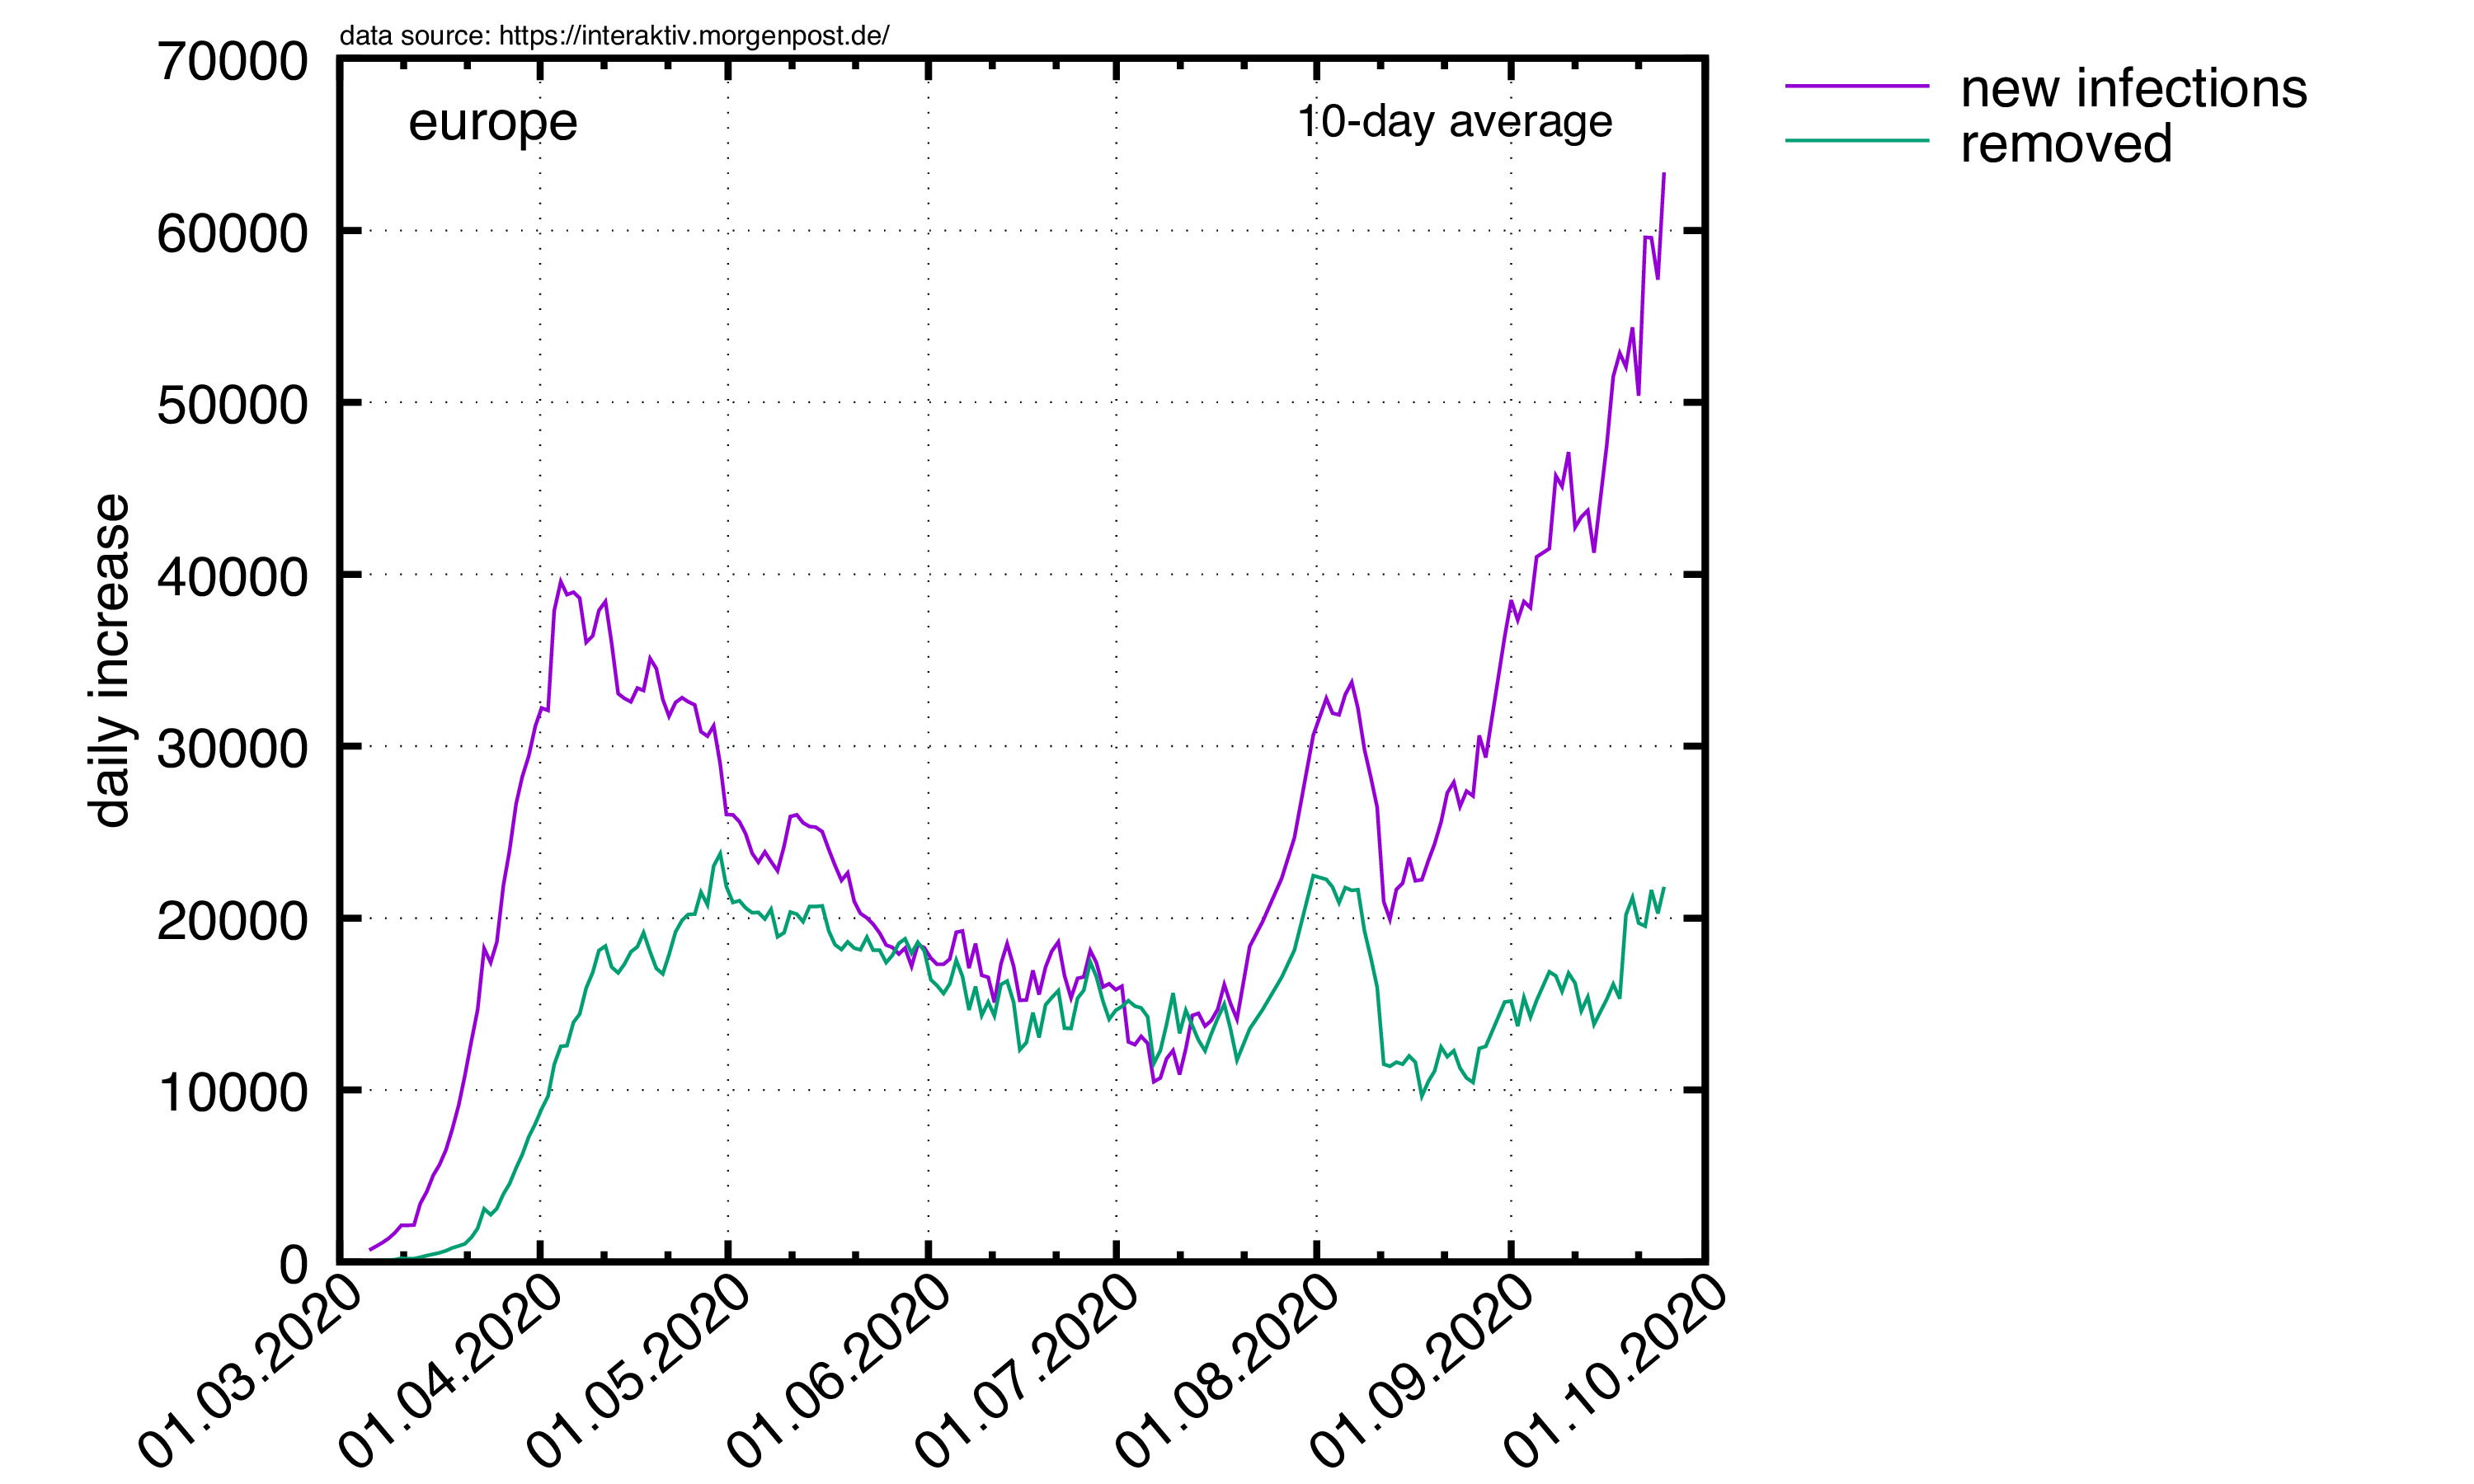 data source: https://interaktiv.morgenpost.de/
europe
10-day average
new infections
removed
daily increase
70000
60000
50000
40000
30000
20000
10000
0
01.03.2020
01.04.2020
01.05.2020
01.06.2020
01.07.2020
01.08.2020
01.09.2020
01.10.2020